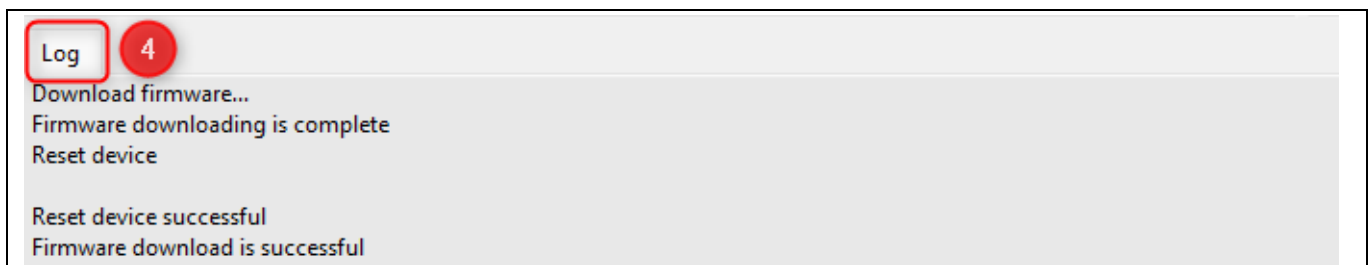 Log 4
Download firmware...
Firmware downloading is complete
Reset device
Reset device successful
Firmware download is successful